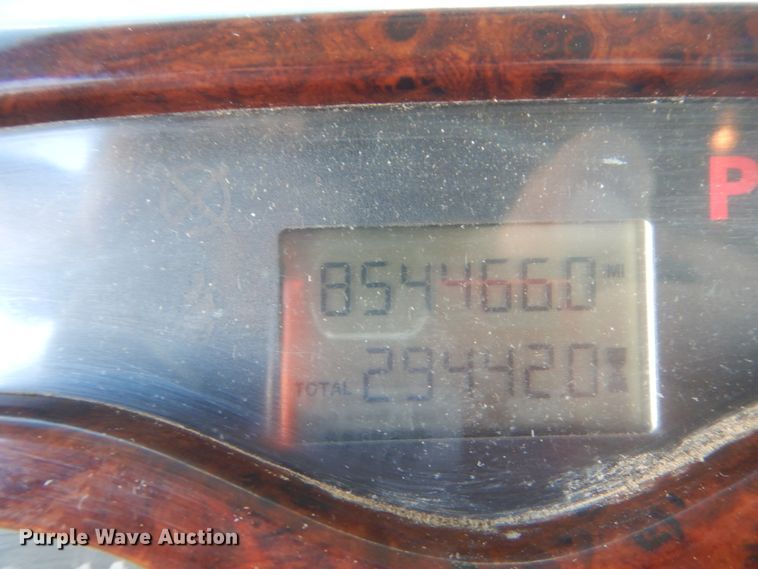 P
854466.0 MI
TOTAL 29442.0
Purple Wave Auction